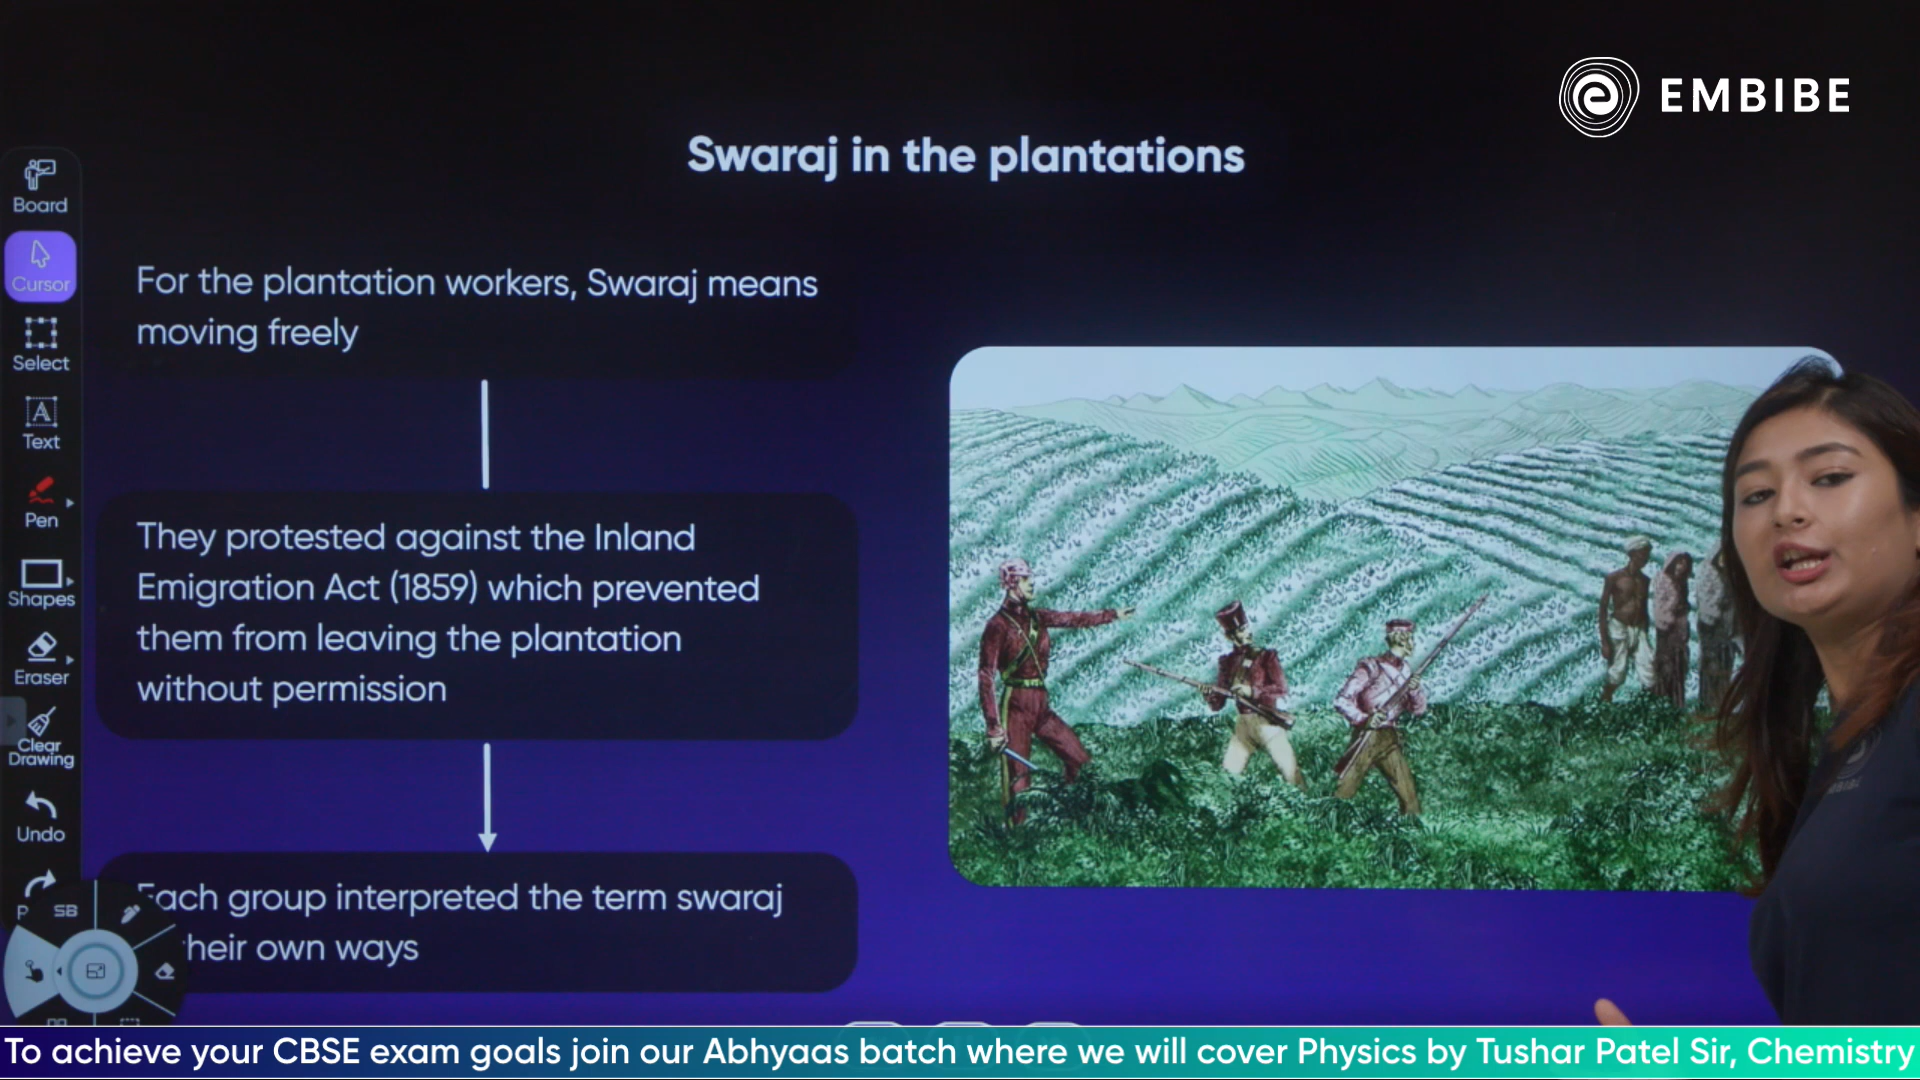 EMBIBE
Swaraj in the plantations
Board
Cursor
Select
Text
Pen
Shapes
Eraser
Clear
Drawing
Undo
For the plantation workers, Swaraj means
moving freely
They protested against the Inland
Emigration Act (1859) which prevented
them from leaving the plantation
without permission
Each group interpreted the term swaraj
their own ways
SB
To achieve your CBSE exam goals join our Abhyaas batch where we will cover Physics by Tushar Patel Sir, Chemistry